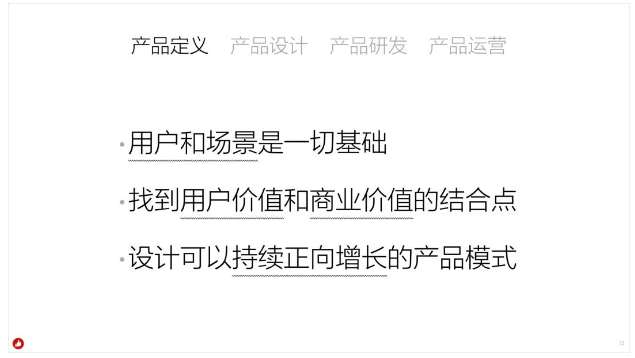 产品定义 产品设计 产品研发 产品运营
用户和场景是一切基础
找到用户价值和商业价值的结合点
设计可以持续正向增长的产品模式